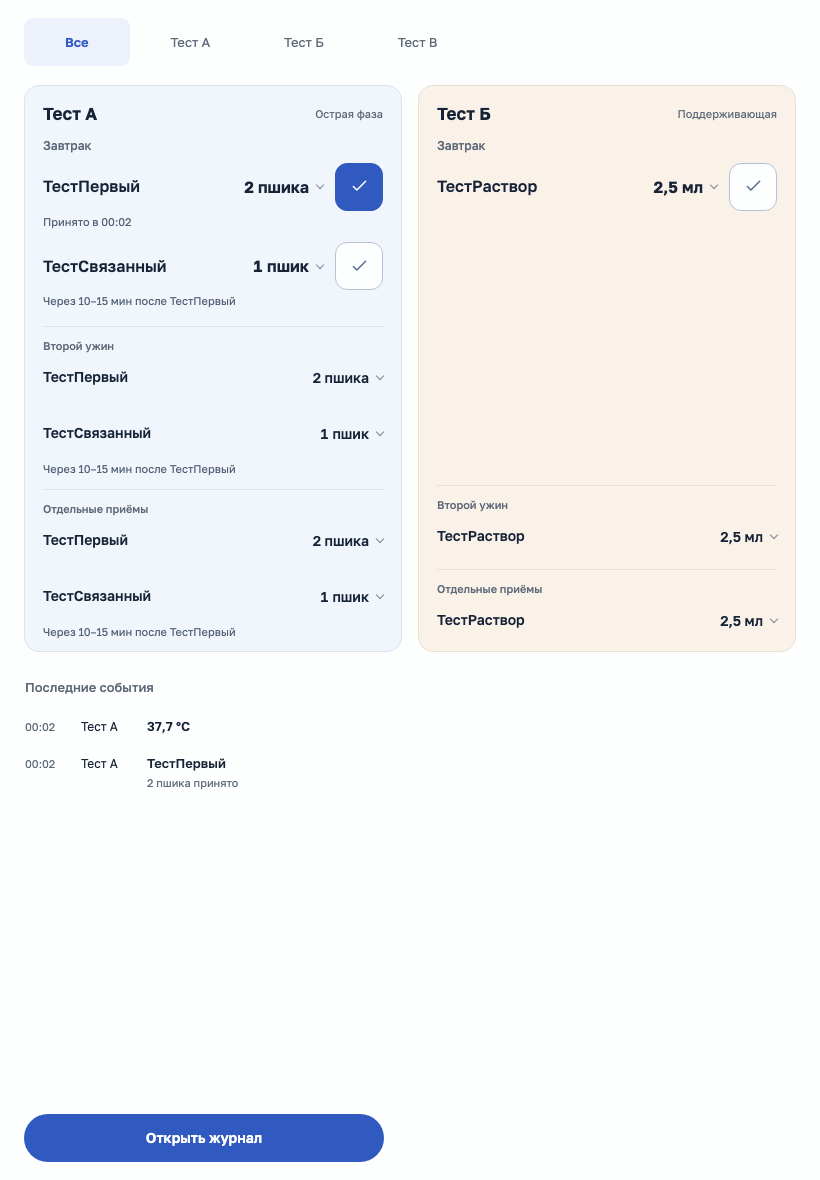 Все
Тест А
Тест Б
Тест В
Тест А
Острая фаза
Завтрак
ТестПервый
2 пшика
Принято в 00:02
ТестСвязанный
1 пшик
Через 10–15 мин после ТестПервый
Второй ужин
ТестПервый
2 пшика
ТестСвязанный
1 пшик
Через 10–15 мин после ТестПервый
Отдельные приёмы
ТестПервый
2 пшика
ТестСвязанный
1 пшик
Через 10–15 мин после ТестПервый
Тест Б
Поддерживающая
Завтрак
ТестРаствор
2,5 мл
Второй ужин
ТестРаствор
2,5 мл
Отдельные приёмы
ТестРаствор
2,5 мл
Последние события
00:02 Тест А 37,7 °C
00:02 Тест А ТестПервый
2 пшика принято
Открыть журнал